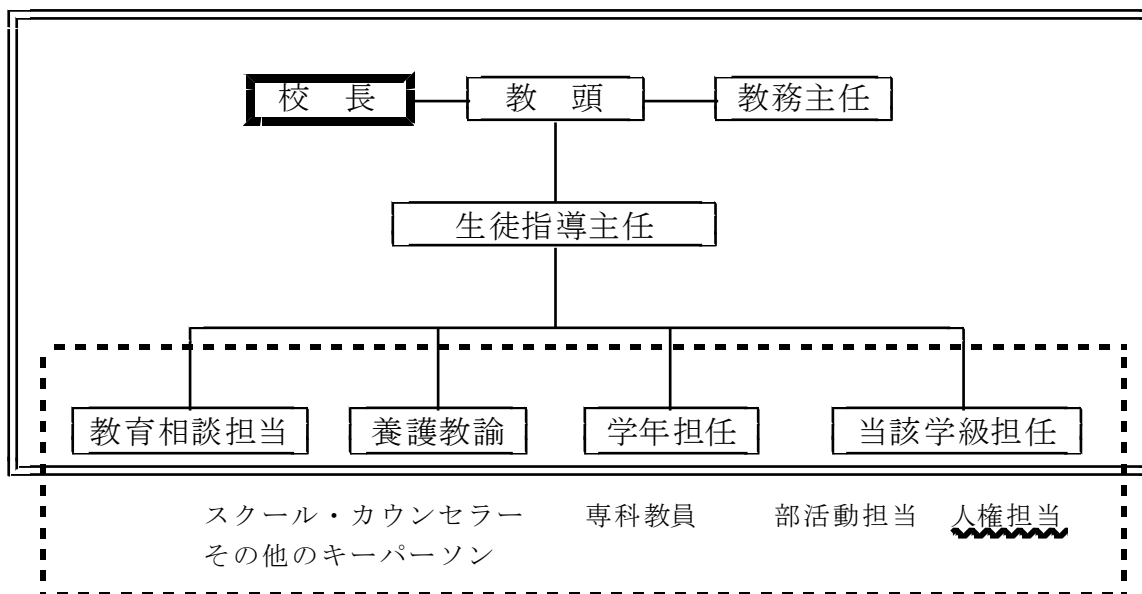 校　長　教　頭　教務主任
生徒指導主任
教育相談担当　養護教諭　学年担任　当該学級担任
スクール・カウンセラー　専科教員　部活動担当　人権担当
その他のキーパーソン